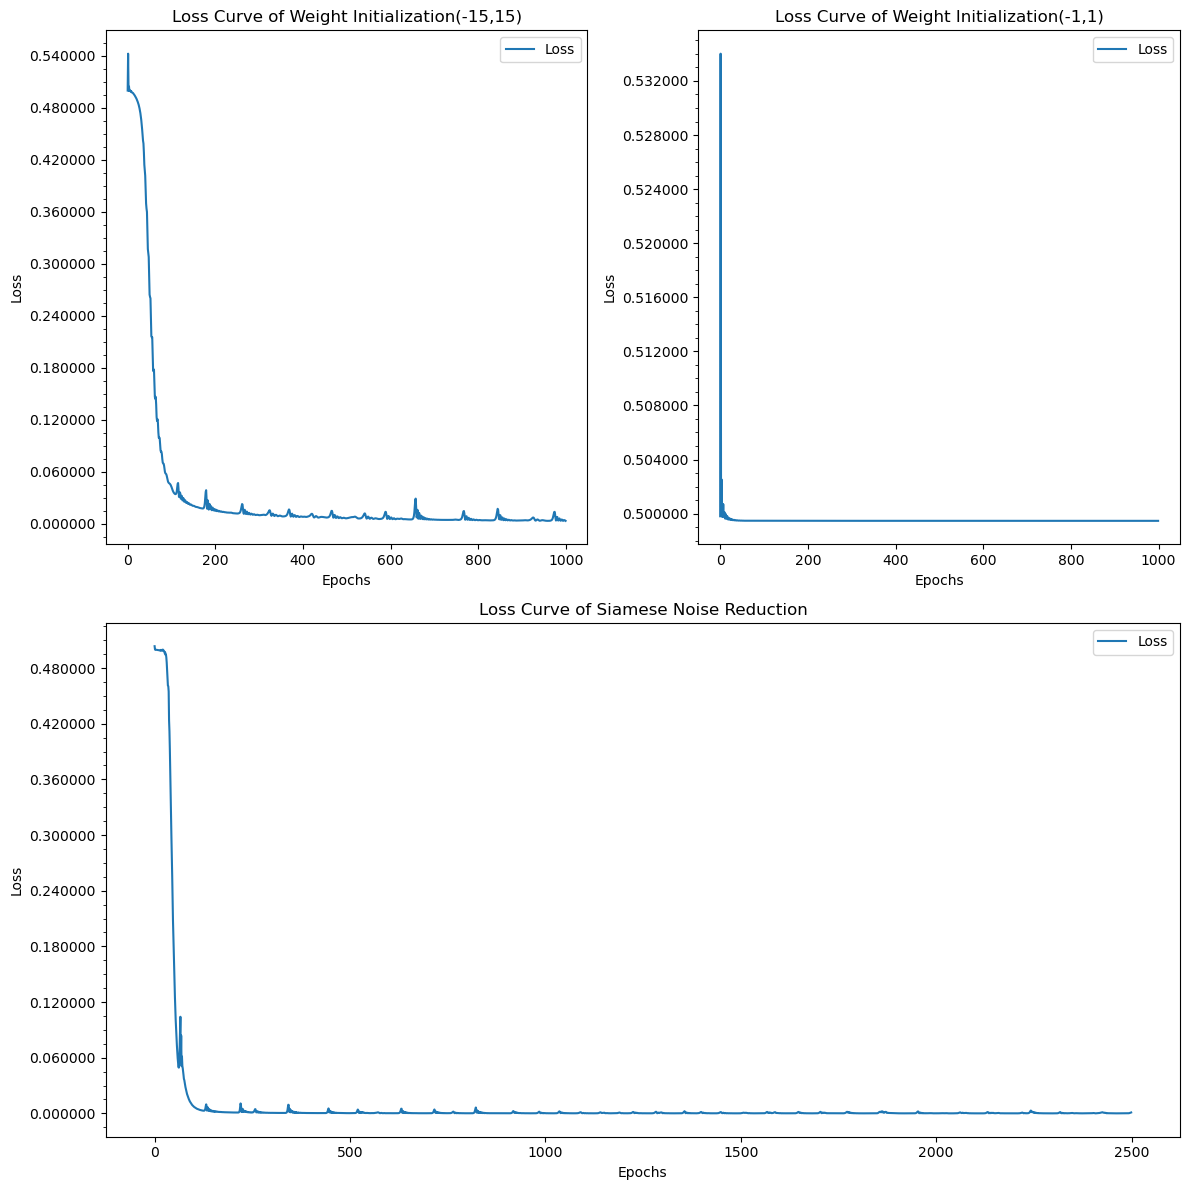 Loss Curve of Weight Initialization(-15,15)
Loss
0.540000
0.480000
0.420000
0.360000
0.300000
0.240000
0.180000
0.120000
0.060000
0.000000
Loss
0 200 400 600 800 1000
Epochs
Loss Curve of Weight Initialization(-1,1)
Loss
0.532000
0.528000
0.524000
0.520000
0.516000
0.512000
0.508000
0.504000
0.500000
Loss
0 200 400 600 800 1000
Epochs
Loss Curve of Siamese Noise Reduction
Loss
0.480000
0.420000
0.360000
0.300000
0.240000
0.180000
0.120000
0.060000
0.000000
Loss
0 500 1000 1500 2000 2500
Epochs